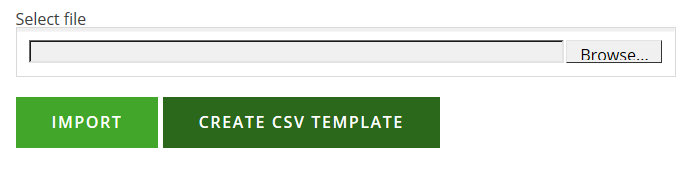 Select file
Browse...
IMPORT CREATE CSV TEMPLATE